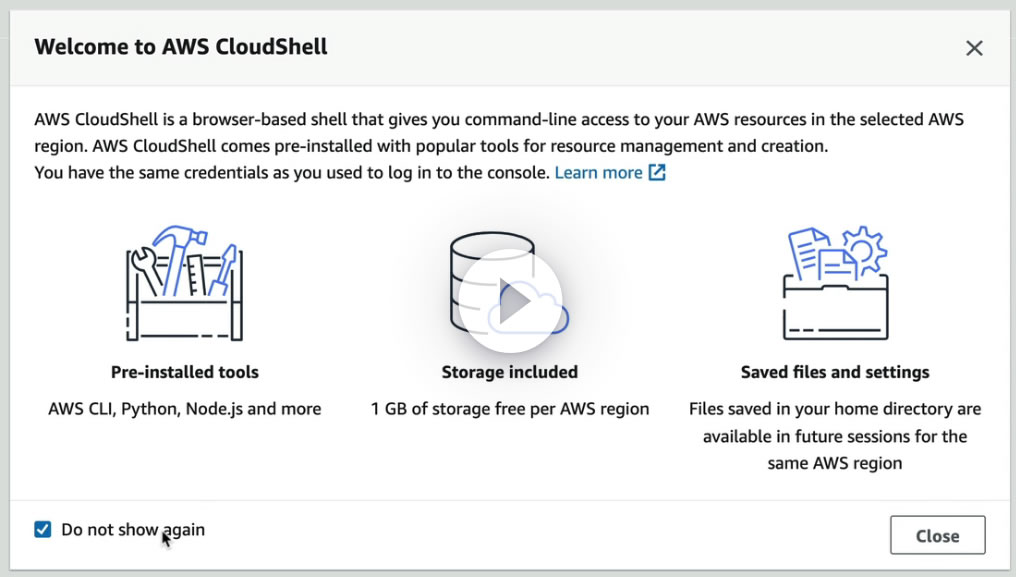 Welcome to AWS CloudShell
AWS CloudShell is a browser-based shell that gives you command-line access to your AWS resources in the selected AWS
region. AWS CloudShell comes pre-installed with popular tools for resource management and creation.
You have the same credentials as you used to log in to the console. Learn more
Pre-installed tools
AWS CLI, Python, Node.js and more
Storage included
1 GB of storage free per AWS region
Saved files and settings
Files saved in your home directory are
available in future sessions for the
same AWS region
Do not show again
Close